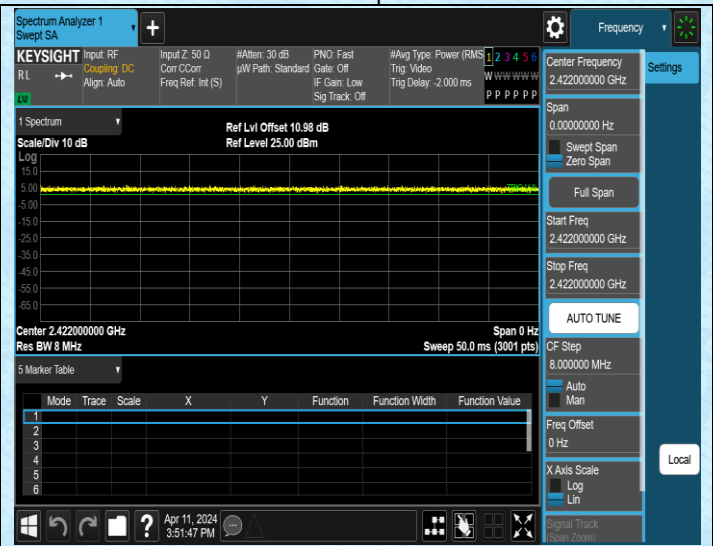 Spectrum Analyzer 1
Swept SA
Frequency
KEYSIGHT
RL
LXI
Input: RF
Coupling: DC
Align: Auto
Input Z: 50 Ω
Corr CCorr
Freq Ref: Int (S)
#Atten: 30 dB
µW Path: Standard
PNO: Fast
Gate: Off
IF Gain: Low
Sig Track: Off
#Avg Type: Power (RMS
Trig: Video
Trig Delay: -2.000 ms
1 2 3 4 5 6
W W W W W W
P P P P P P
1 Spectrum
Scale/Div 10 dB
Ref Lvl Offset 10.98 dB
Ref Level 25.00 dBm
Log
15.0
5.00
-5.00
-15.0
-25.0
-35.0
-45.0
-55.0
-65.0
Center 2.422000000 GHz
Res BW 8 MHz
Span 0 Hz
Sweep 50.0 ms (3001 pts)
5 Marker Table
Mode Trace Scale X Y Function Function Width Function Value
1
2
3
4
5
6
Apr 11, 2024
3:51:47 PM
Center Frequency
2.422000000 GHz
Span
0.00000000 Hz
Swept Span
Zero Span
Full Span
Start Freq
2.422000000 GHz
Stop Freq
2.422000000 GHz
AUTO TUNE
CF Step
8.000000 MHz
Auto
Man
Freq Offset
0 Hz
X Axis Scale
Log
Lin
Signal Track
(Span Zoom)
Settings
Local